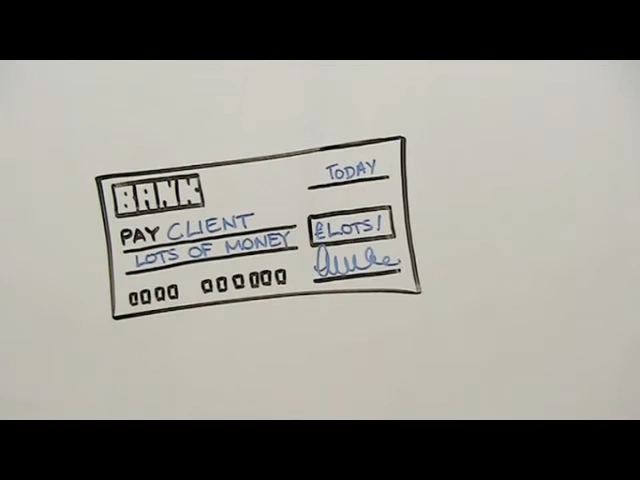 BANK
TODAY
PAY CLIENT
£LOTS!
LOTS OF MONEY